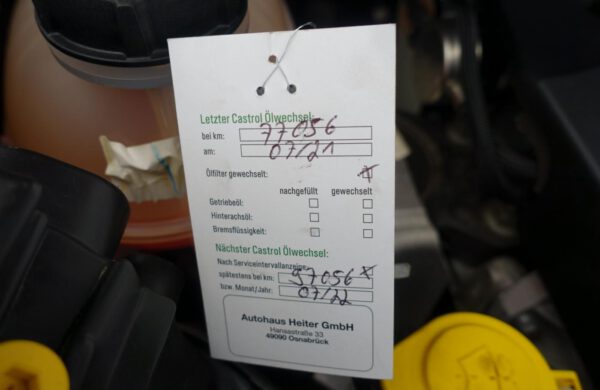 Letzter Castrol Ölwechsel:
bei km: 77056
am: 07/21
Ölfilter gewechselt: x
nachgefüllt gewechselt
Getriebeöl:
Hinterachsöl:
Bremsflüssigkeit:
Nächster Castrol Ölwechsel:
Nach Serviceintervallanzeige x
spätestens bei km: 97056
bzw. Monat/Jahr: 07/22
Autohaus Heiter GmbH
Hansastraße 33
49090 Osnabrück